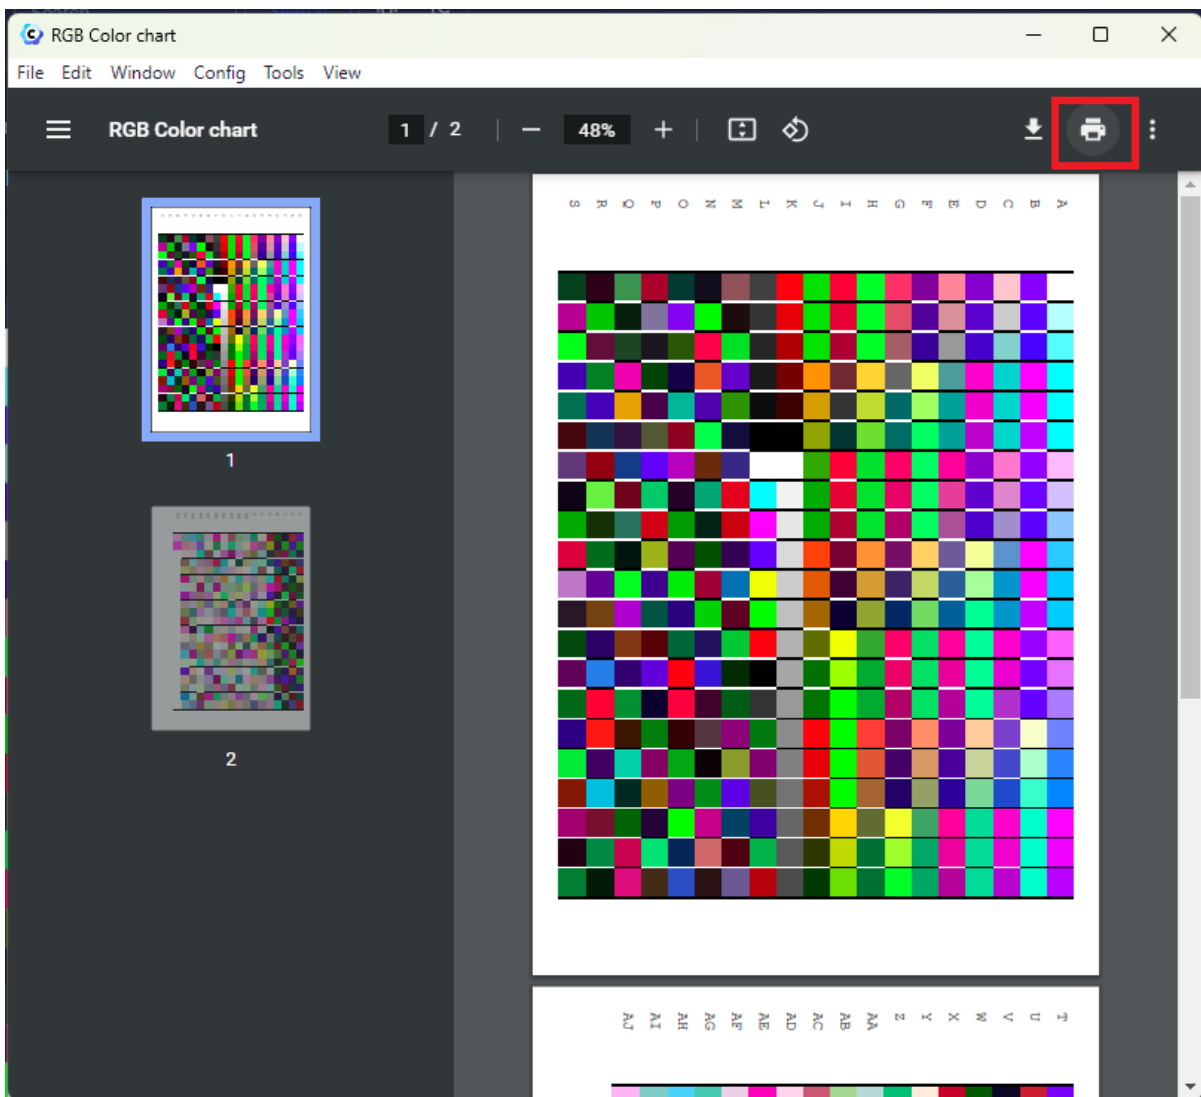 RGB Color chart
File Edit Window Config Tools View
RGB Color chart
1 / 2
48%
1
2
S R Q P O N M L K J I H G F E D C B A
AJ AI AH AG AF AE AD AC AB AA Z Y X W V U T